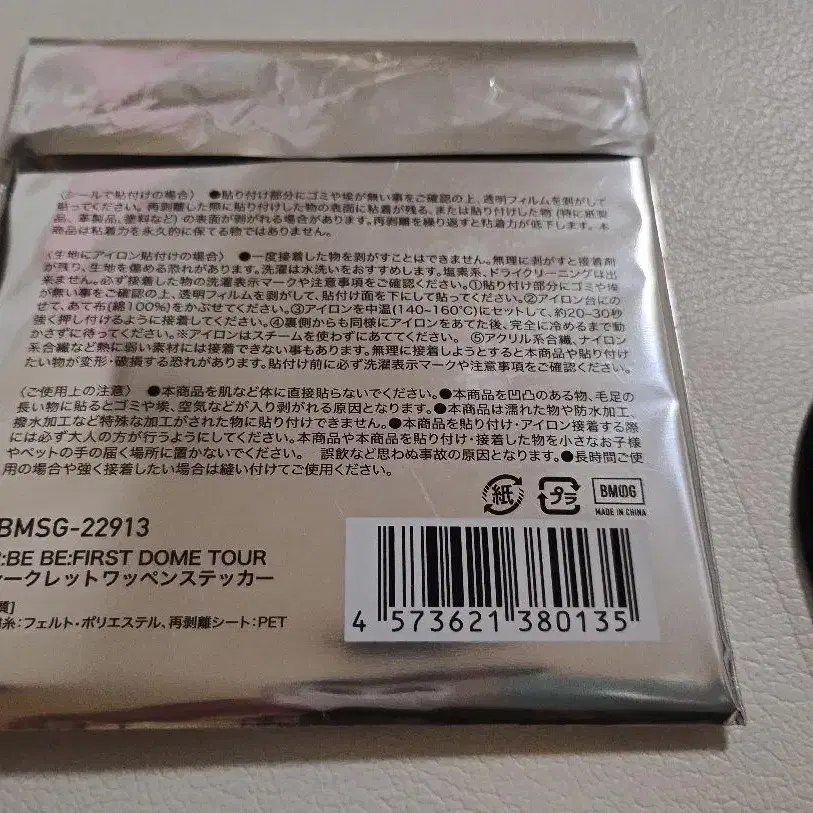 〈シールで貼付けの場合〉 ●貼り付け部分にゴミや埃が無い事をご確認の上、透明フィルムを剥がして
貼ってください。再剥離した際に貼り付けした物の表面に粘着が残る、または貼り付けした物(特に紙製
品、革製品、塗料など)の表面が剥がれる場合があります。再剥離を繰り返すと粘着力が低下します。本
商品は粘着力を永久的に保てる物ではありません。
〈生地にアイロン貼付けの場合〉 ●一度接着した物を剥がすことはできません。無理に剥がすと接着剤
が残り、生地を傷める恐れがあります。洗濯は水洗いをおすすめします。塩素系、ドライクリーニングは出
来ません。必ず接着した物の洗濯表示マークや注意事項をご確認ください。①貼り付け部分にゴミや埃
が無い事をご確認の上、透明フィルムを剥がして、貼付け面を下にして貼ってください。②アイロン台にの
せて、あて布(綿100%)をかぶせてください。③アイロンを中温(140~160℃)にセットして、約20~30秒
強く押し付けるように接着してください。④裏側からも同様にアイロンをあてた後、完全に冷めるまで動
かさずに待ってください。※アイロンはスチームを使わずにあててください。 ⑤アクリル系合繊、ナイロン
系合繊など熱に弱い素材には接着できない事もあります。無理に接着しようとすると本商品や貼り付け
たい物が変形・破損する恐れがあります。貼付け前に必ず洗濯表示マークや注意事項をご確認ください。
〈ご使用上の注意〉 ●本商品を肌など体に直接貼らないでください。●本商品を凹凸のある物、毛足の
長い物に貼るとゴミや埃、空気などが入り剥がれる原因となります。●本商品は濡れた物や防水加工、
撥水加工など特殊な加工がされた物に貼り付けできません。●本商品を貼り付け・アイロン接着する際
には必ず大人の方が行うようにしてください。本商品や本商品を貼り付け・接着した物を小さなお子様
やペットの手の届く場所に置かないでください。 誤飲など思わぬ事故の原因となります。●長時間ご使
用の場合や強く接着したい場合は縫い付けてご使用ください。
紙 プラ BMSG
MADE IN CHINA
BMSG-22913
:BE BE:FIRST DOME TOUR
ークレットワッペンステッカー
質]
糸:フェルト・ポリエステル、再剥離シート:PET
4 573621 380135